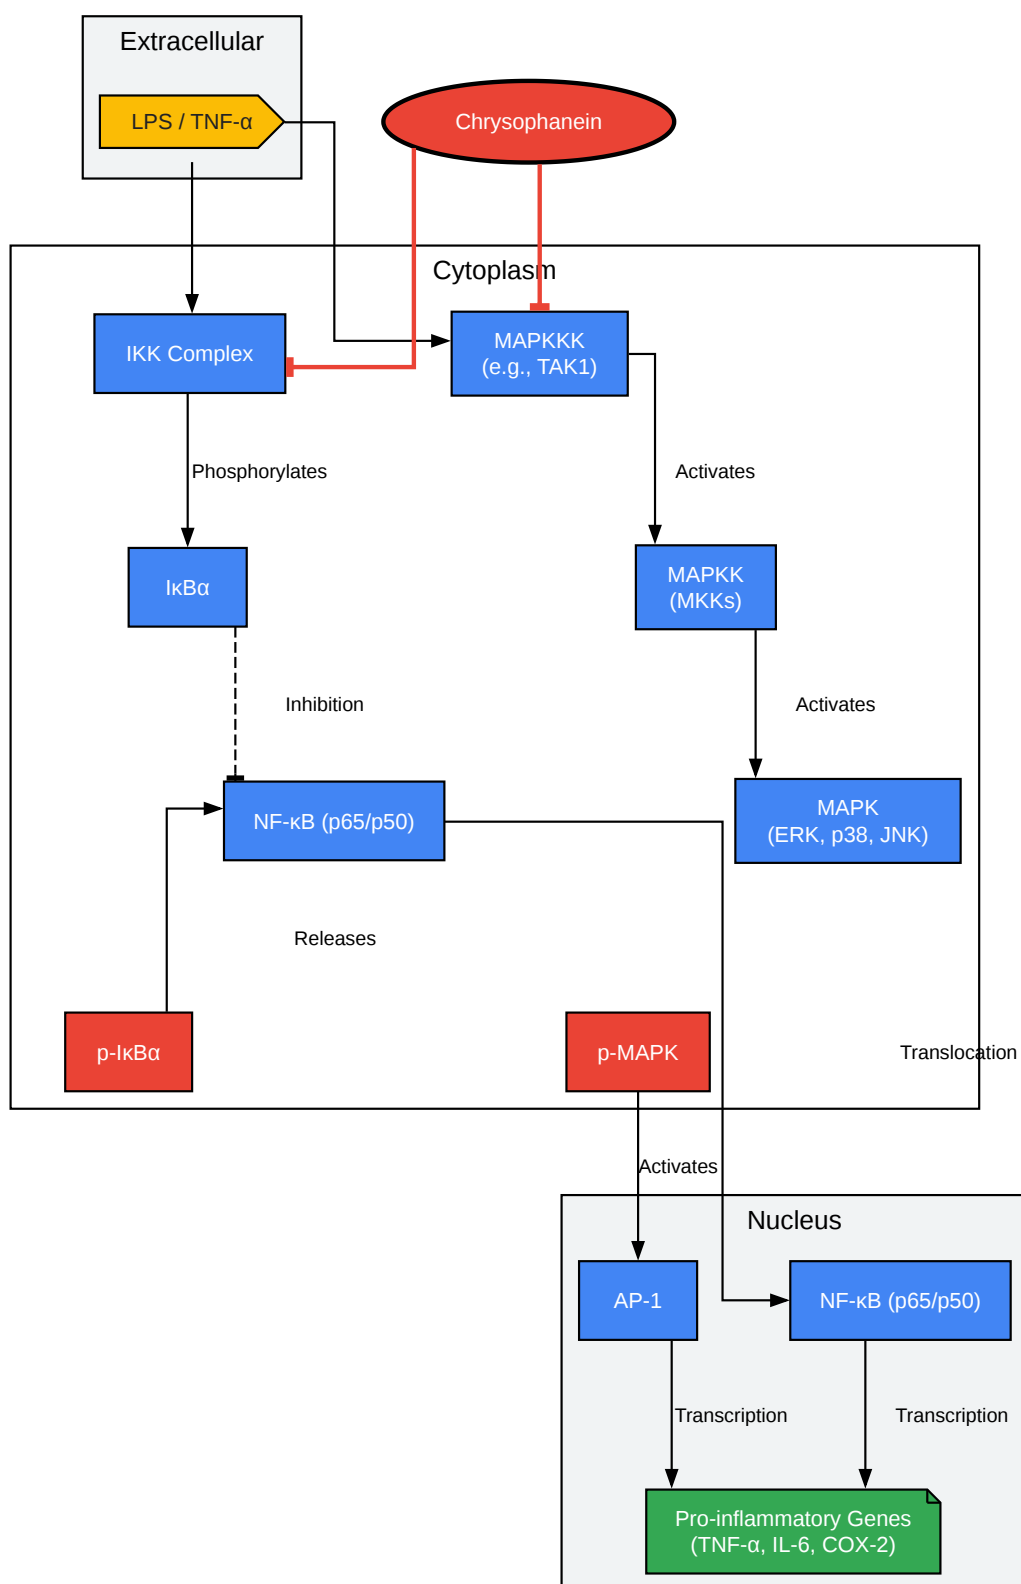 Extracellular
LPS / TNF-α
Chrysophanein
Cytoplasm
IKK Complex
MAPKKK
(e.g., TAK1)
Phosphorylates
Activates
IκBα
MAPKK
(MKKs)
Inhibition
Activates
NF-κB (p65/p50)
MAPK
(ERK, p38, JNK)
Releases
p-IκBα
p-MAPK
Translocation
Activates
Nucleus
AP-1
NF-κB (p65/p50)
Transcription
Transcription
Pro-inflammatory Genes
(TNF-α, IL-6, COX-2)